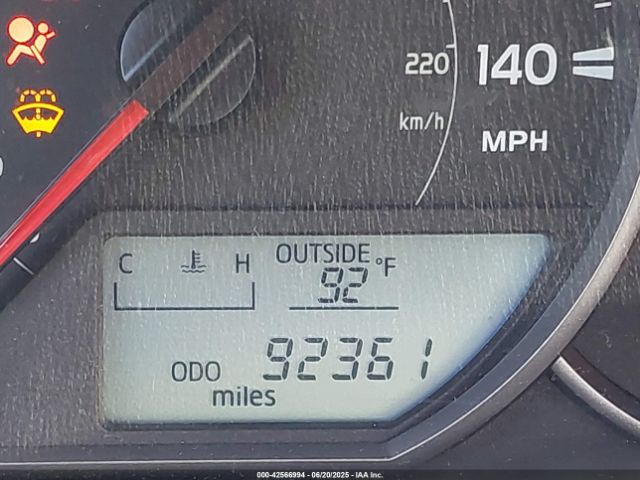 220
140
km/h
MPH
C H OUTSIDE
92 °F
ODO 92361
miles
000-42566994 / 06/20/2025 - IAA Inc.